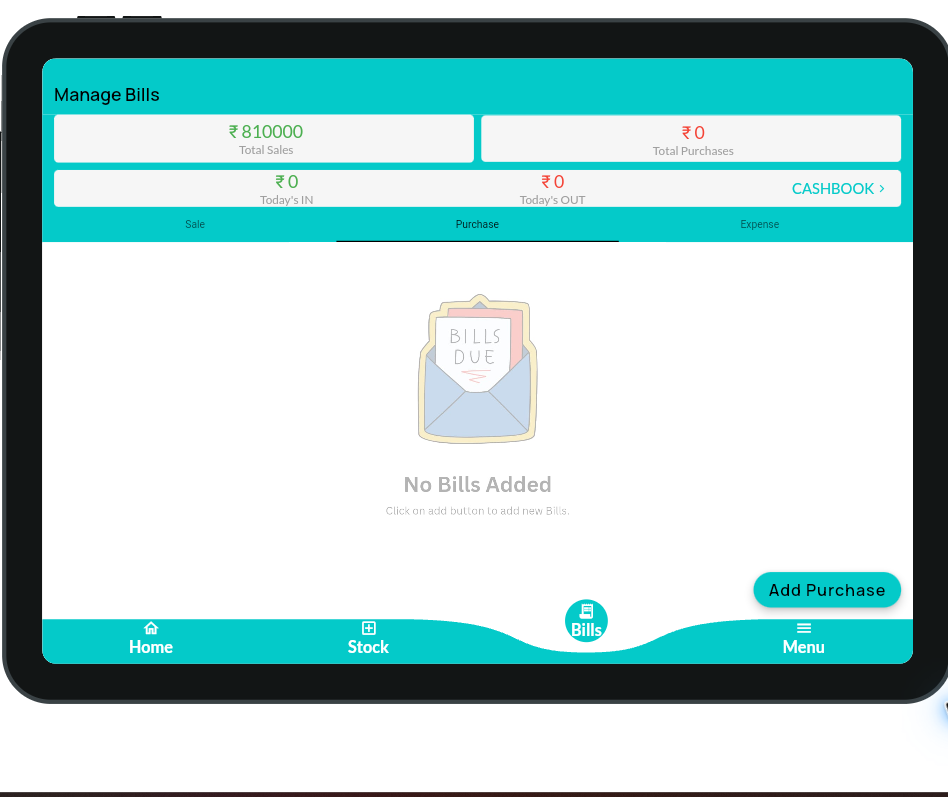 Manage Bills
₹ 810000
Total Sales
₹ 0
Total Purchases
₹ 0
Today's IN
₹ 0
Today's OUT
CASHBOOK >
Sale
Purchase
Expense
BILLS
DUE
No Bills Added
Click on add button to add new Bills.
Add Purchase
Home
Stock
Bills
Menu